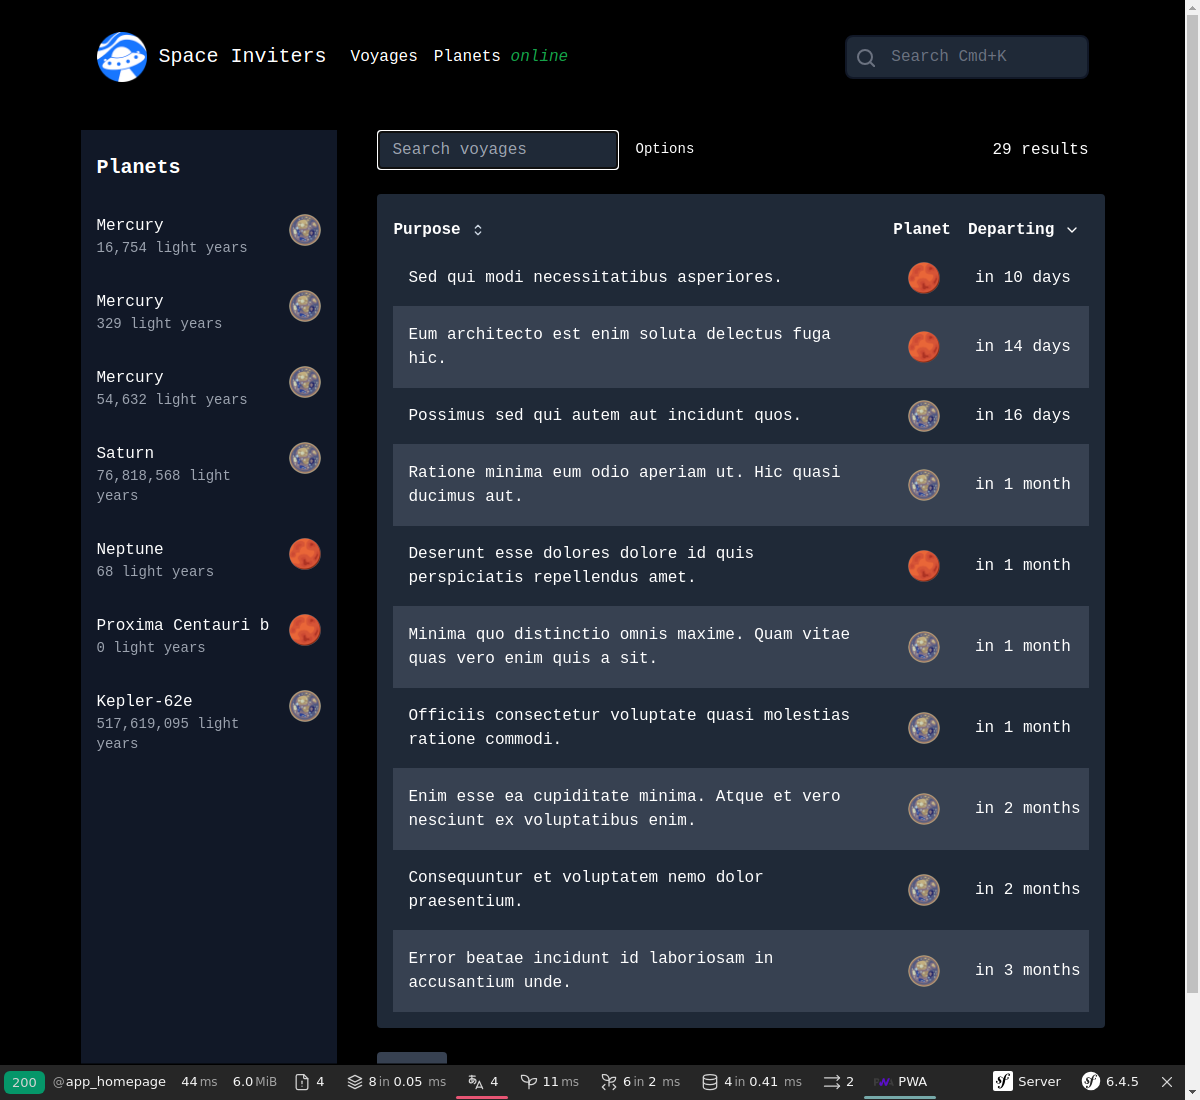 Space Inviters Voyages Planets online Search Cmd+K
Planets
Mercury
16,754 light years
Mercury
329 light years
Mercury
54,632 light years
Saturn
76,818,568 light
years
Neptune
68 light years
Proxima Centauri b
0 light years
Kepler-62e
517,619,095 light
years
Search voyages Options 29 results
Purpose Planet Departing
Sed qui modi necessitatibus asperiores. in 10 days
Eum architecto est enim soluta delectus fuga
hic. in 14 days
Possimus sed qui autem aut incidunt quos. in 16 days
Ratione minima eum odio aperiam ut. Hic quasi
ducimus aut. in 1 month
Deserunt esse dolores dolore id quis
perspiciatis repellendus amet. in 1 month
Minima quo distinctio omnis maxime. Quam vitae
quas vero enim quis a sit. in 1 month
Officiis consectetur voluptate quasi molestias
ratione commodi. in 1 month
Enim esse ea cupiditate minima. Atque et vero
nesciunt ex voluptatibus enim. in 2 months
Consequuntur et voluptatem nemo dolor
praesentium. in 2 months
Error beatae incidunt id laboriosam in
accusantium unde. in 3 months
200 @app_homepage 44 ms 6.0 MiB 4 8 in 0.05 ms 4 11 ms 6 in 2 ms 4 in 0.41 ms 2 PWA PWA sf Server sf 6.4.5